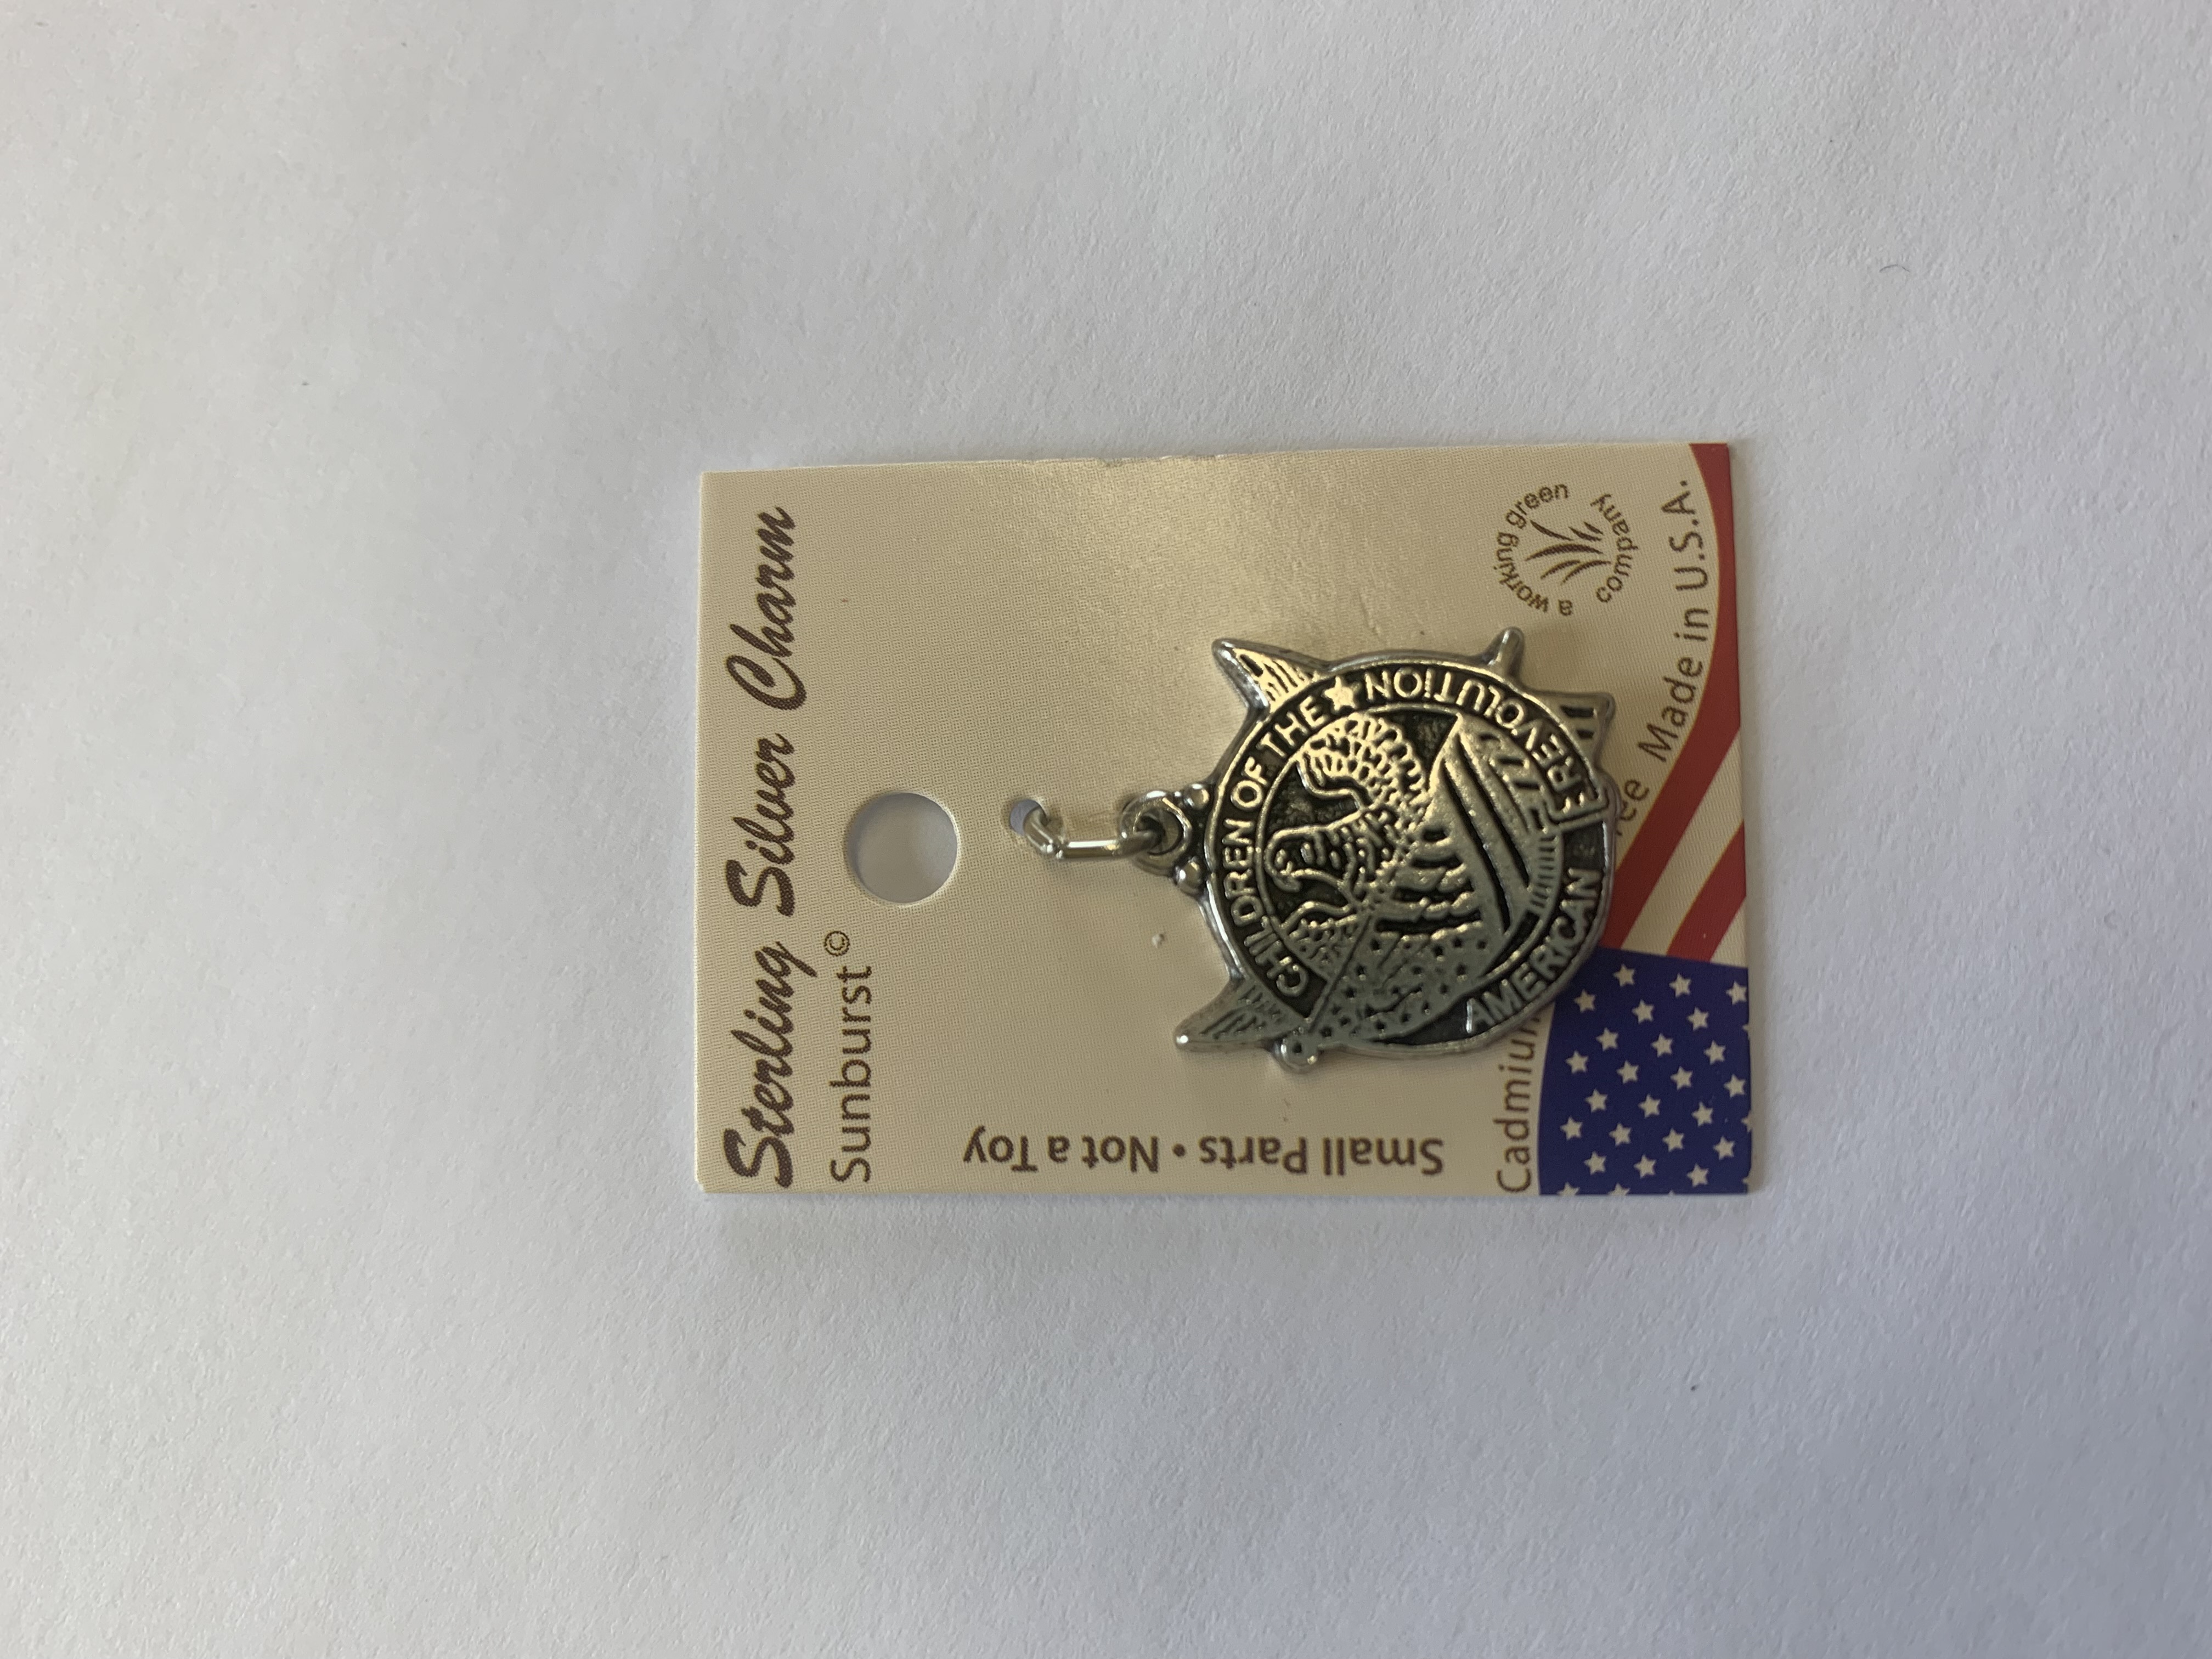 Sterling Silver Charm
Sunburst©
CHILDREN OF THE
AMERICAN REVOLUTION
Small Parts • Not a Toy
a working green
company
Made in U.S.A.